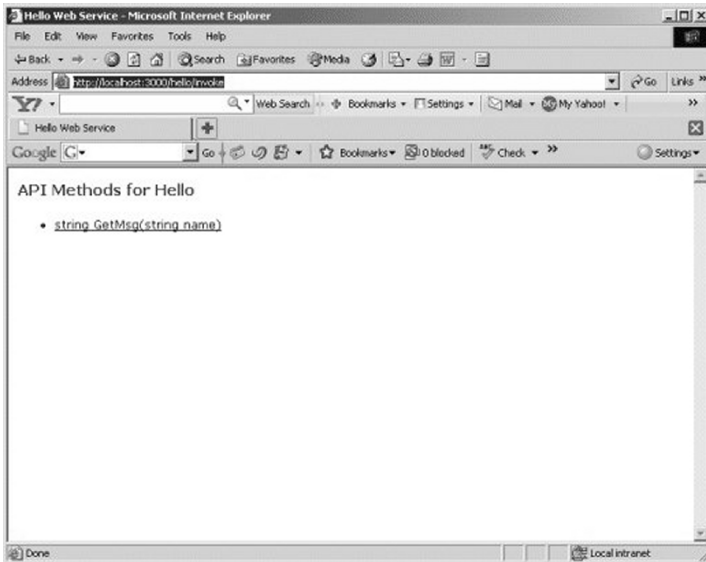 Hello Web Service - Microsoft Internet Explorer
File Edit View Favorites Tools Help
Back Search Favorites Media
Address http://localhost:3000/hello/invoke Go Links »
Y! Web Search Bookmarks Settings Mail My Yahoo! »
Hello Web Service
Google G Go Bookmarks 0 blocked ABC Check » Settings
API Methods for Hello
• string GetMsg(string name)
Done Local intranet